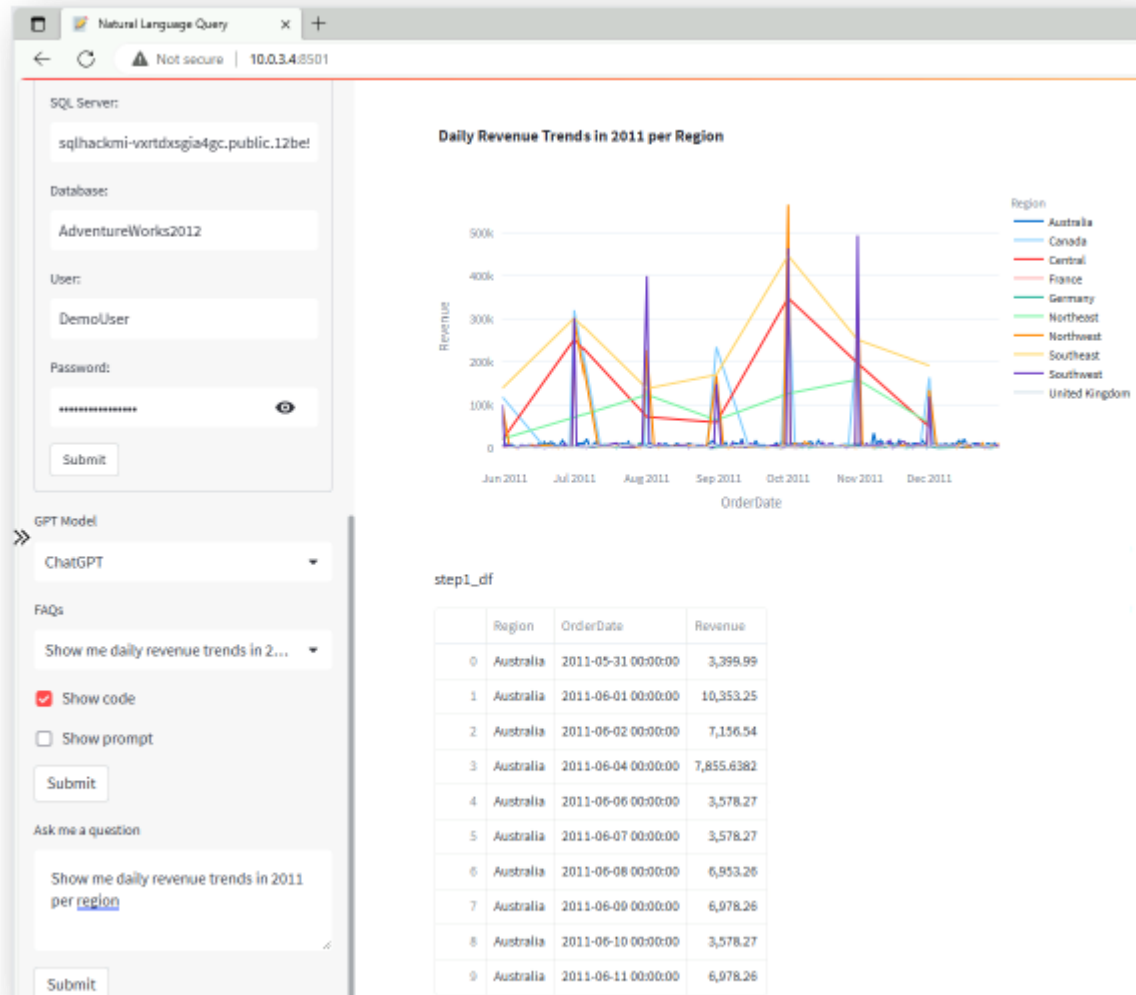 Natural Language Query
Not secure | 10.0.3.4:8501
SQL Server:
sqlhackmi-vxrtdxsgia4gc.public.12be
Database:
AdventureWorks2012
User:
DemoUser
Password:
••••••••••••••••
Submit
GPT Model
ChatGPT
FAQs
Show me daily revenue trends in 2...
Show code
Show prompt
Submit
Ask me a question
Show me daily revenue trends in 2011
per region
Submit
Daily Revenue Trends in 2011 per Region
Revenue
500k
400k
300k
200k
100k
0
Jun 2011 Jul 2011 Aug 2011 Sep 2011 Oct 2011 Nov 2011 Dec 2011
OrderDate
Region
Australia
Canada
Central
France
Germany
Northeast
Northwest
Southeast
Southwest
United Kingdom
step1_df
Region OrderDate Revenue
0 Australia 2011-05-31 00:00:00 3,399.99
1 Australia 2011-06-01 00:00:00 10,353.25
2 Australia 2011-06-02 00:00:00 7,156.54
3 Australia 2011-06-04 00:00:00 7,855.6382
4 Australia 2011-06-06 00:00:00 3,578.27
5 Australia 2011-06-07 00:00:00 3,578.27
6 Australia 2011-06-08 00:00:00 6,953.26
7 Australia 2011-06-09 00:00:00 6,978.26
8 Australia 2011-06-10 00:00:00 3,578.27
9 Australia 2011-06-11 00:00:00 6,978.26